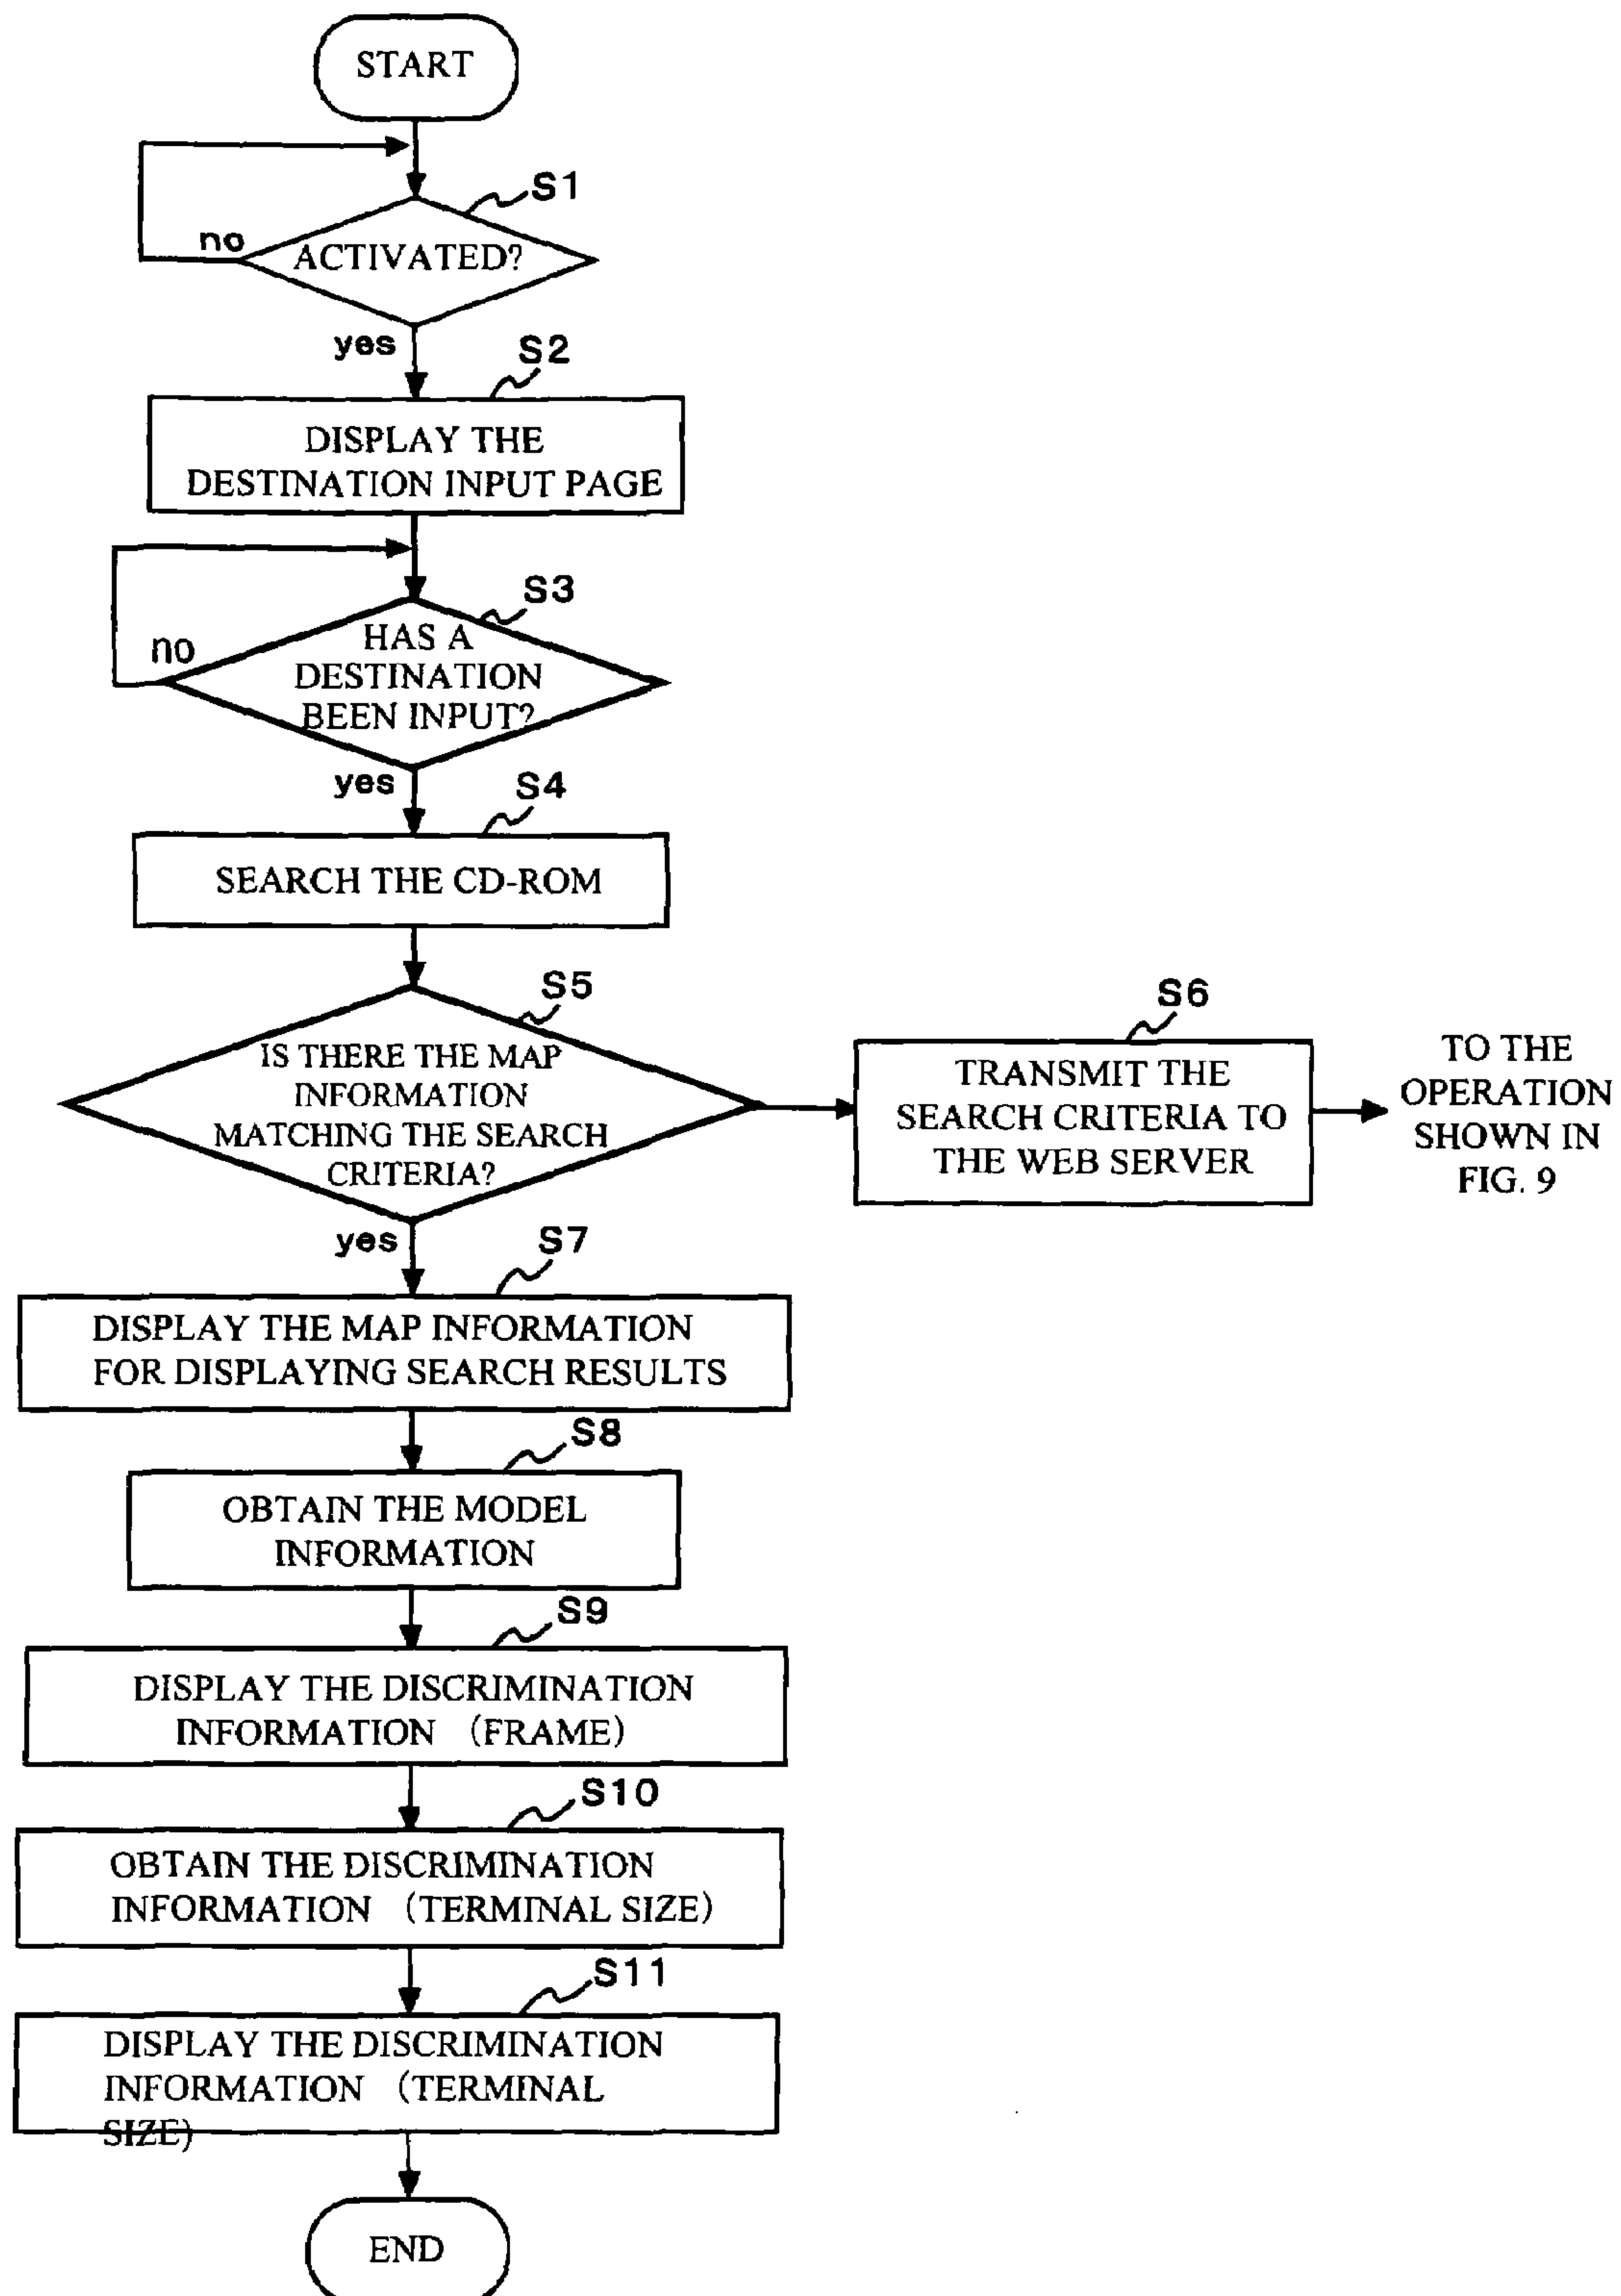 START
S1
no
ACTIVATED?
yes
S2
DISPLAY THE
DESTINATION INPUT PAGE
S3
no
HAS A
DESTINATION
BEEN INPUT?
yes
S4
SEARCH THE CD-ROM
S5
IS THERE THE MAP
INFORMATION
MATCHING THE SEARCH
CRITERIA?
S6
TRANSMIT THE
SEARCH CRITERIA TO
THE WEB SERVER
TO THE
OPERATION
SHOWN IN
FIG. 9
yes
S7
DISPLAY THE MAP INFORMATION
FOR DISPLAYING SEARCH RESULTS
S8
OBTAIN THE MODEL
INFORMATION
S9
DISPLAY THE DISCRIMINATION
INFORMATION (FRAME)
S10
OBTAIN THE DISCRIMINATION
INFORMATION (TERMINAL SIZE)
S11
DISPLAY THE DISCRIMINATION
INFORMATION (TERMINAL
SIZE)
END